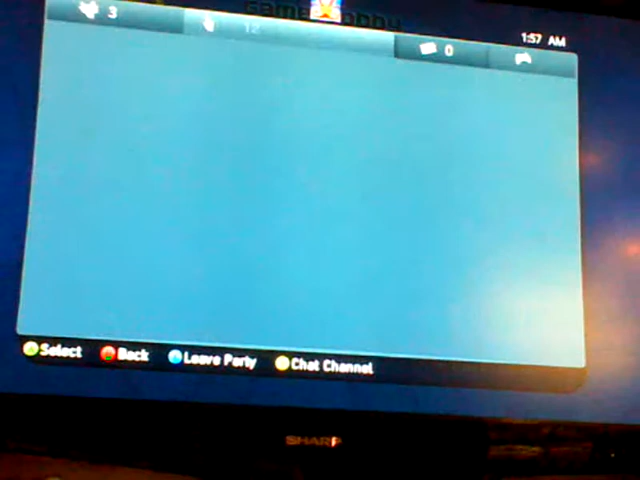 3
12
0
1:57 AM
Select
Back
Leave Party
Chat Channel
SHARP